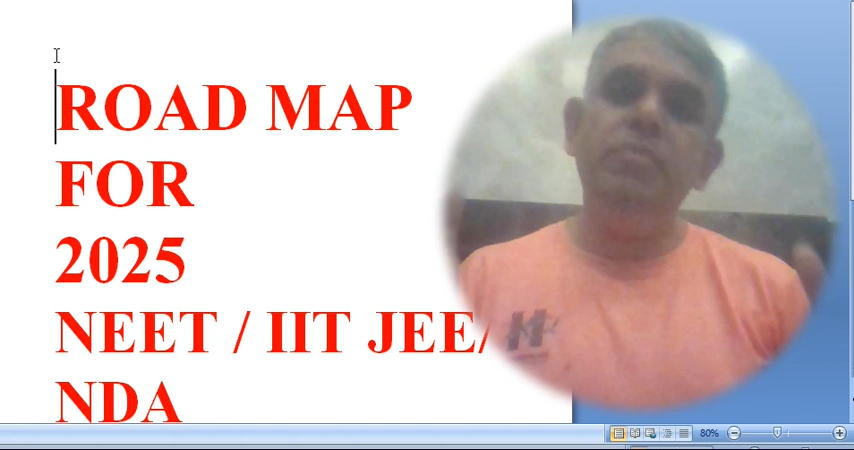 ROAD MAP
FOR
2025
NEET / IIT JEE/
NDA
80%